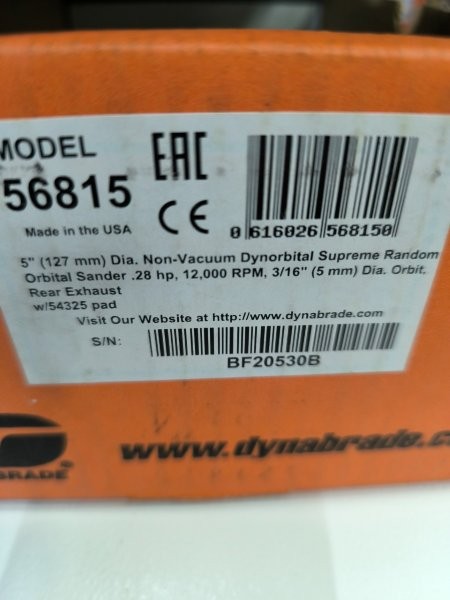 MODEL
56815
EAC
CE
Made in the USA
0 616026 568150
5" (127 mm) Dia. Non-Vacuum Dynorbital Supreme Random
Orbital Sander .28 hp, 12,000 RPM, 3/16" (5 mm) Dia. Orbit,
Rear Exhaust
w/54325 pad
Visit Our Website at http://www.dynabrade.com
S/N:
BF20530B
BRADE®
www.dynabrade.c